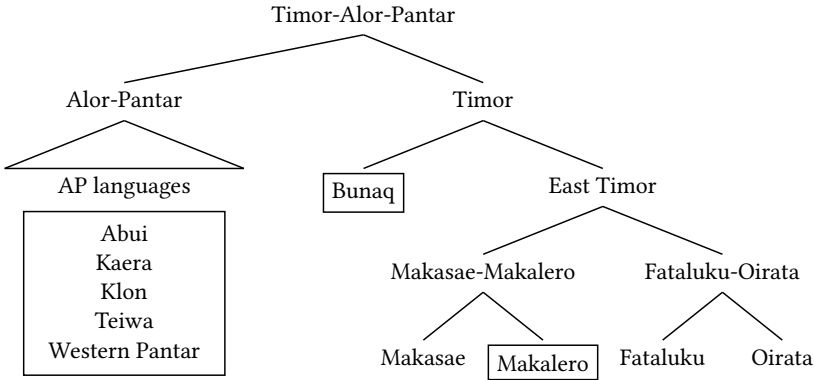 Timor-Alor-Pantar
Alor-Pantar
Timor
AP languages
Bunaq
East Timor
Abui
Kaera
Klon
Teiwa
Western Pantar
Makasae-Makalero
Fataluku-Oirata
Makasae
Makalero
Fataluku
Oirata